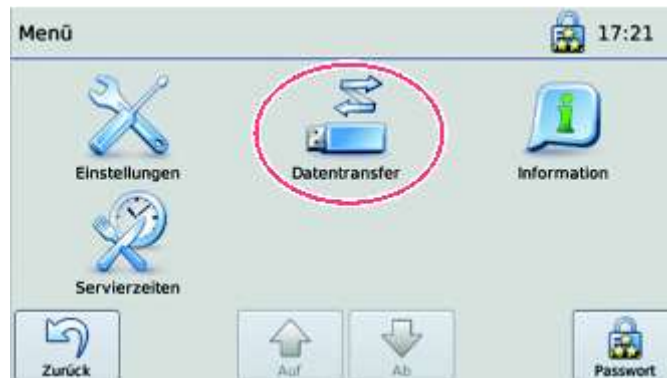 Menü 17:21
Einstellungen Datentransfer Information
Servierzeiten
Zurück Auf Ab Passwort